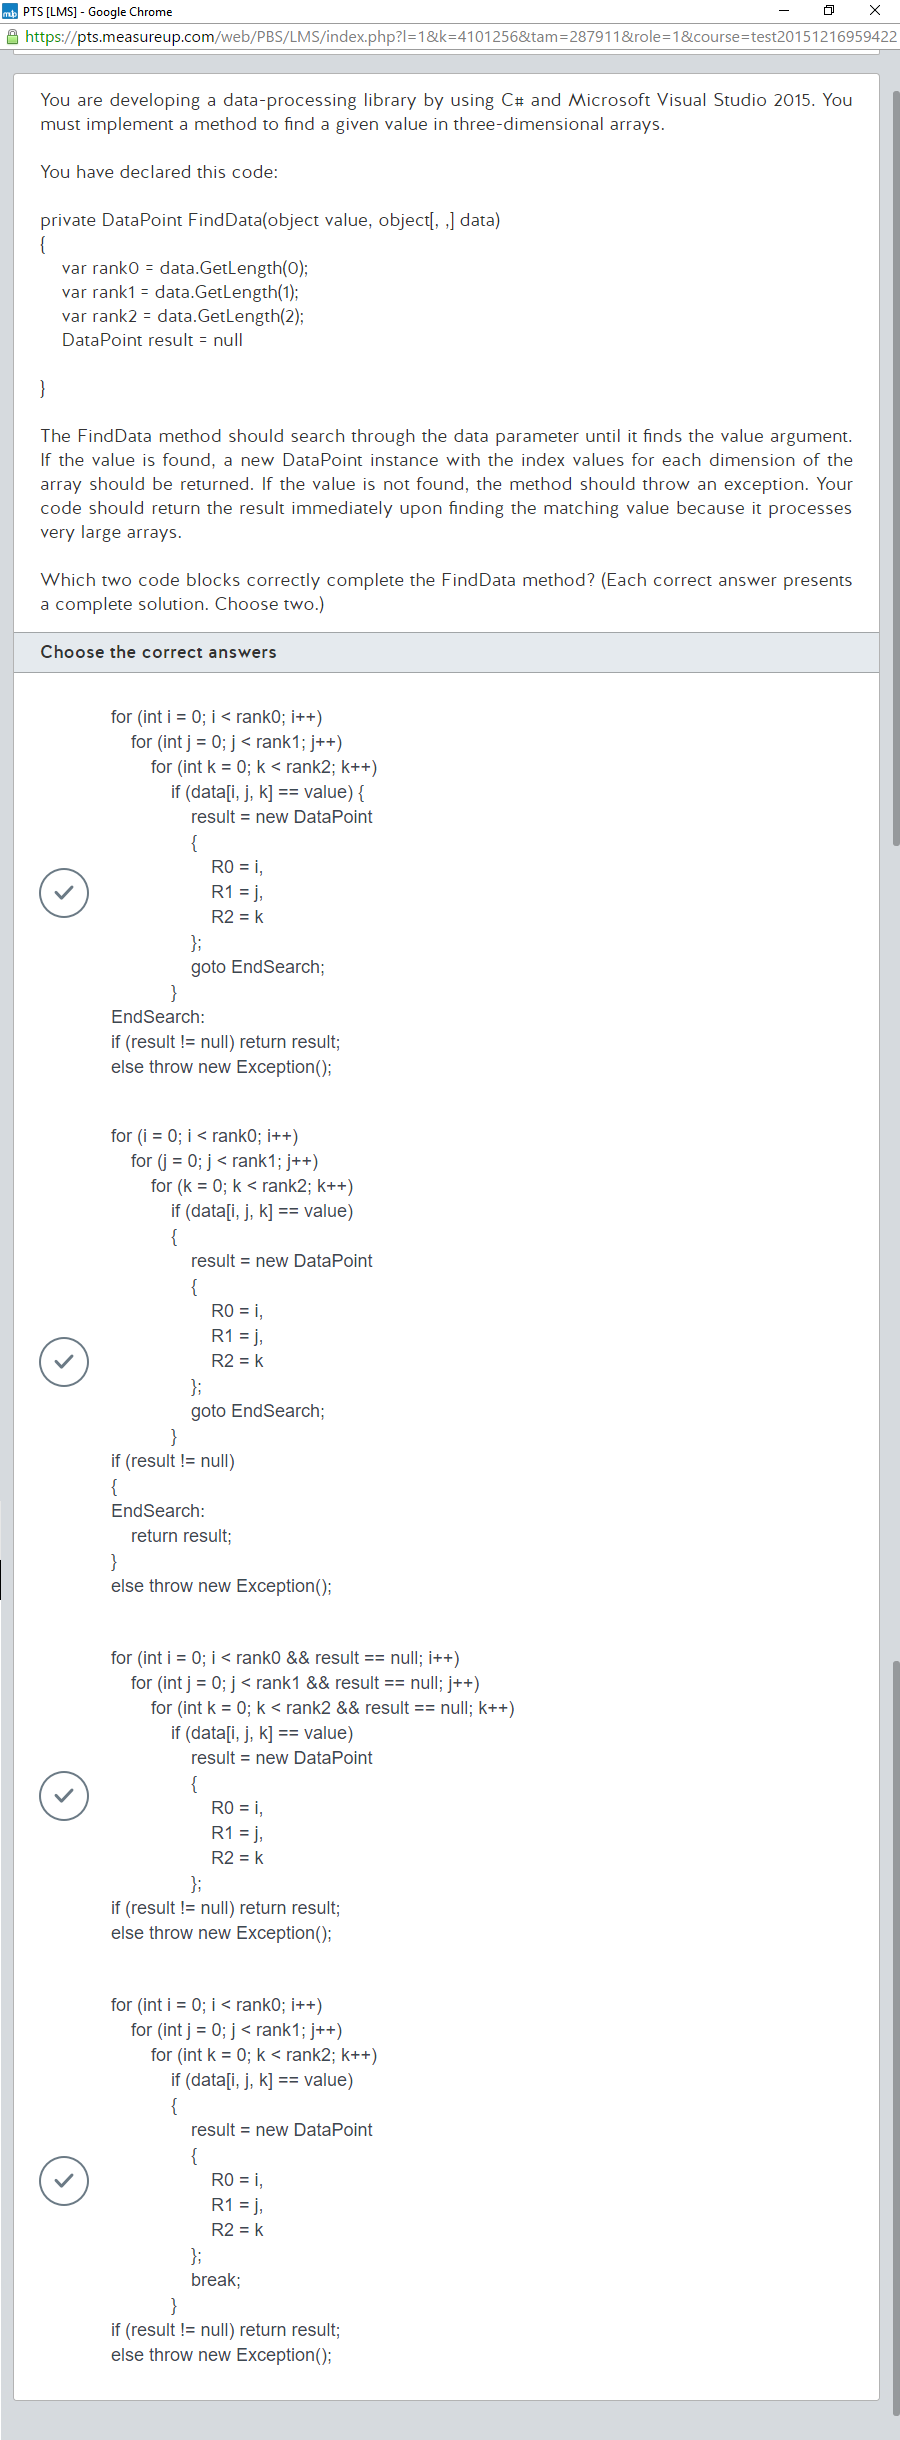 mup PTS [LMS] - Google Chrome
https://pts.measureup.com/web/PBS/LMS/index.php?l=1&k=4101256&tam=287911&role=1&course=test20151216959422
You are developing a data-processing library by using C# and Microsoft Visual Studio 2015. You
must implement a method to find a given value in three-dimensional arrays.
You have declared this code:
private DataPoint FindData(object value, object[, ,] data)
{
var rank0 = data.GetLength(0);
var rank1 = data.GetLength(1);
var rank2 = data.GetLength(2);
DataPoint result = null
}
The FindData method should search through the data parameter until it finds the value argument.
If the value is found, a new DataPoint instance with the index values for each dimension of the
array should be returned. If the value is not found, the method should throw an exception. Your
code should return the result immediately upon finding the matching value because it processes
very large arrays.
Which two code blocks correctly complete the FindData method? (Each correct answer presents
a complete solution. Choose two.)
Choose the correct answers
for (int i = 0; i < rank0; i++)
for (int j = 0; j < rank1; j++)
for (int k = 0; k < rank2; k++)
if (data[i, j, k] == value) {
result = new DataPoint
{
R0 = i,
R1 = j,
R2 = k
};
goto EndSearch;
}
EndSearch:
if (result != null) return result;
else throw new Exception();
for (i = 0; i < rank0; i++)
for (j = 0; j < rank1; j++)
for (k = 0; k < rank2; k++)
if (data[i, j, k] == value)
{
result = new DataPoint
{
R0 = i,
R1 = j,
R2 = k
};
goto EndSearch;
}
if (result != null)
{
EndSearch:
return result;
}
else throw new Exception();
for (int i = 0; i < rank0 && result == null; i++)
for (int j = 0; j < rank1 && result == null; j++)
for (int k = 0; k < rank2 && result == null; k++)
if (data[i, j, k] == value)
result = new DataPoint
{
R0 = i,
R1 = j,
R2 = k
};
if (result != null) return result;
else throw new Exception();
for (int i = 0; i < rank0; i++)
for (int j = 0; j < rank1; j++)
for (int k = 0; k < rank2; k++)
if (data[i, j, k] == value)
{
result = new DataPoint
{
R0 = i,
R1 = j,
R2 = k
};
break;
}
if (result != null) return result;
else throw new Exception();